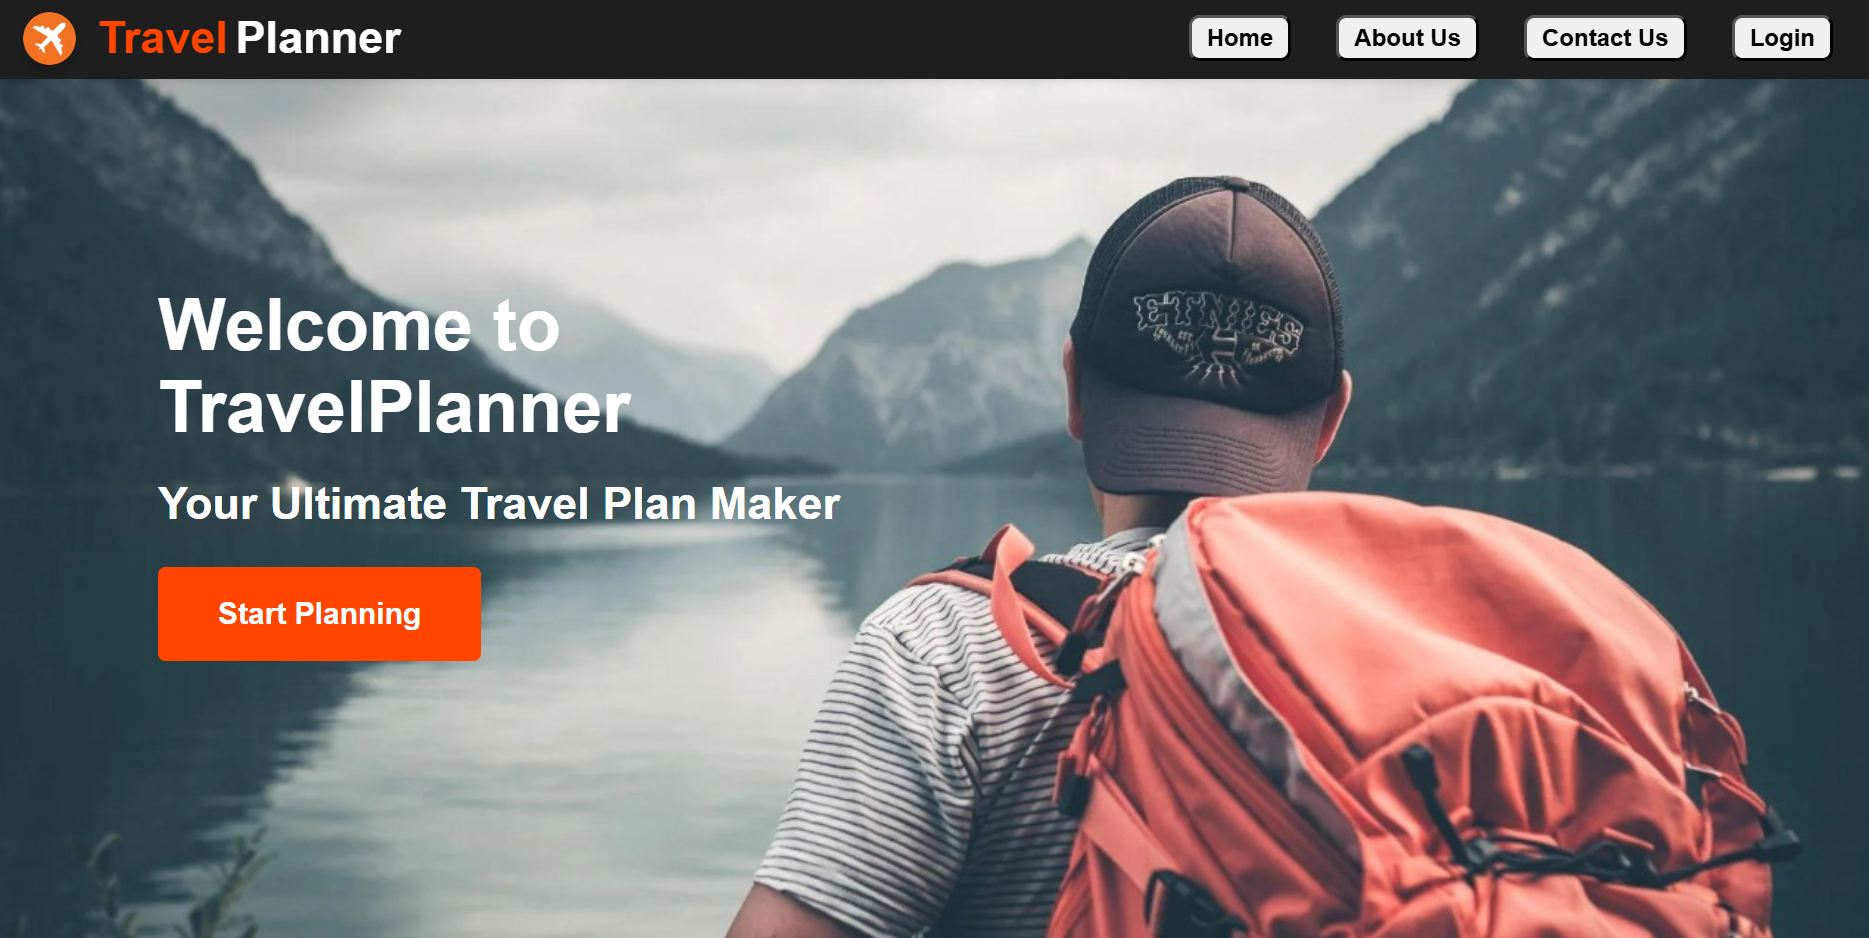 Travel Planner
Home
About Us
Contact Us
Login
Welcome to
TravelPlanner
Your Ultimate Travel Plan Maker
Start Planning
ETNIES